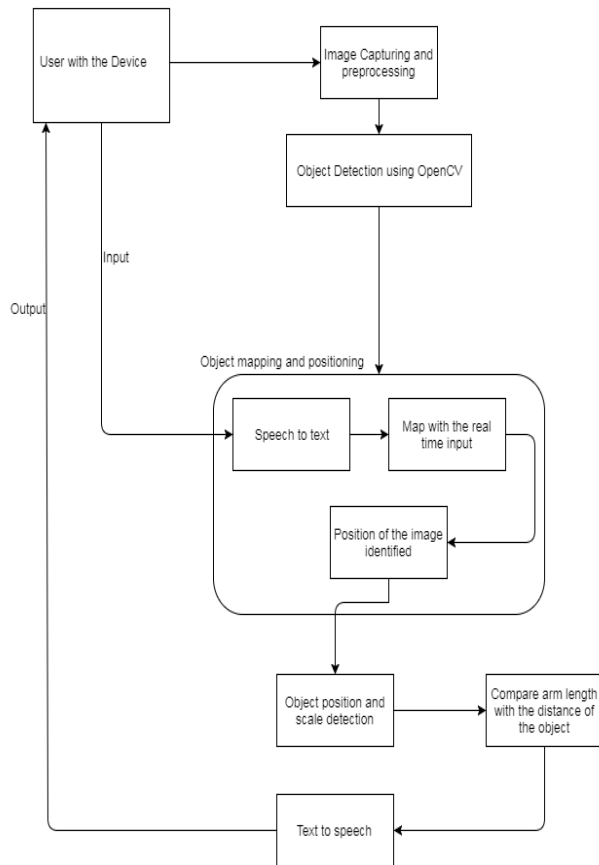 User with the Device
Image Capturing and
preprocessing
Object Detection using OpenCV
Input
Output
Object mapping and positioning
Speech to text
Map with the real
time input
Position of the image
identified
Object position and
scale detection
Compare arm length
with the distance of
the object
Text to speech